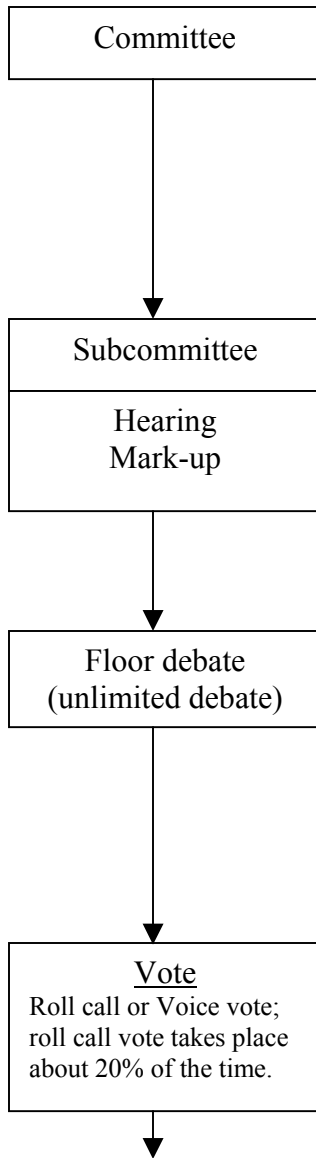 Committee
Subcommittee
Hearing
Mark-up
Floor debate
(unlimited debate)
Vote
Roll call or Voice vote;
roll call vote takes place
about 20% of the time.